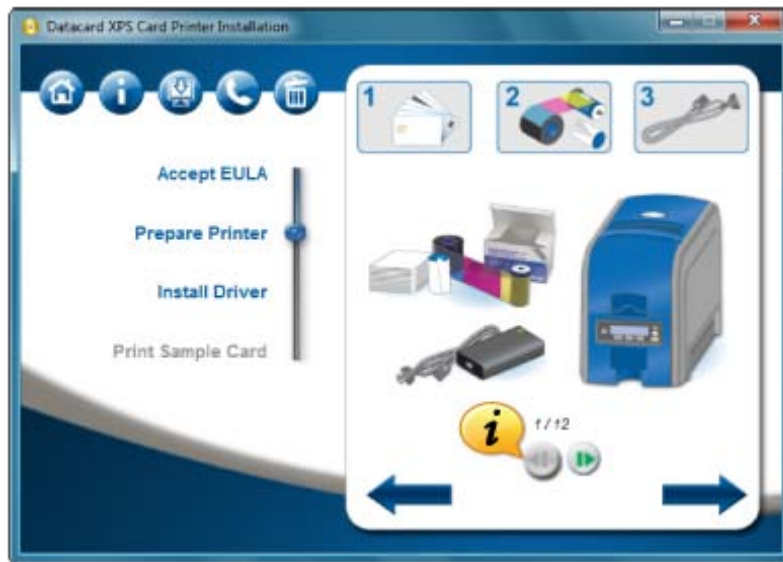 Datacard XPS Card Printer Installation
1
2
3
Accept EULA
Prepare Printer
Install Driver
Print Sample Card
i
1 / 12